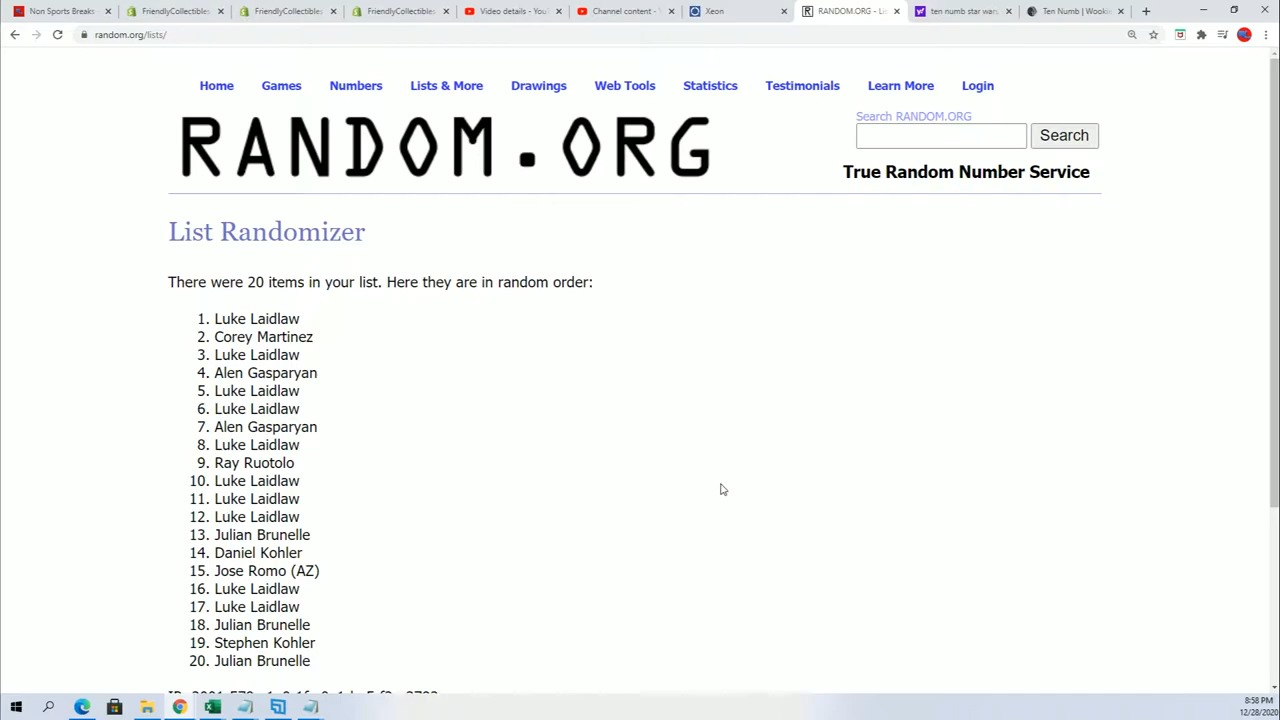 Non Sports Breaks
FriendlyCollectibles
FriendlyCollectibles
FriendlyCollectibles
Video details - You
Channel content - Y
Xeon
RANDOM.ORG - Li
ten numb star wars
Ten Numb | Wookie
random.org/lists/
Home Games Numbers Lists & More Drawings Web Tools Statistics Testimonials Learn More Login
RANDOM.ORG
Search RANDOM.ORG
Search
True Random Number Service
List Randomizer
There were 20 items in your list. Here they are in random order:
1. Luke Laidlaw
2. Corey Martinez
3. Luke Laidlaw
4. Alen Gasparyan
5. Luke Laidlaw
6. Luke Laidlaw
7. Alen Gasparyan
8. Luke Laidlaw
9. Ray Ruotolo
10. Luke Laidlaw
11. Luke Laidlaw
12. Luke Laidlaw
13. Julian Brunelle
14. Daniel Kohler
15. Jose Romo (AZ)
16. Luke Laidlaw
17. Luke Laidlaw
18. Julian Brunelle
19. Stephen Kohler
20. Julian Brunelle
8:58 PM
12/28/2020